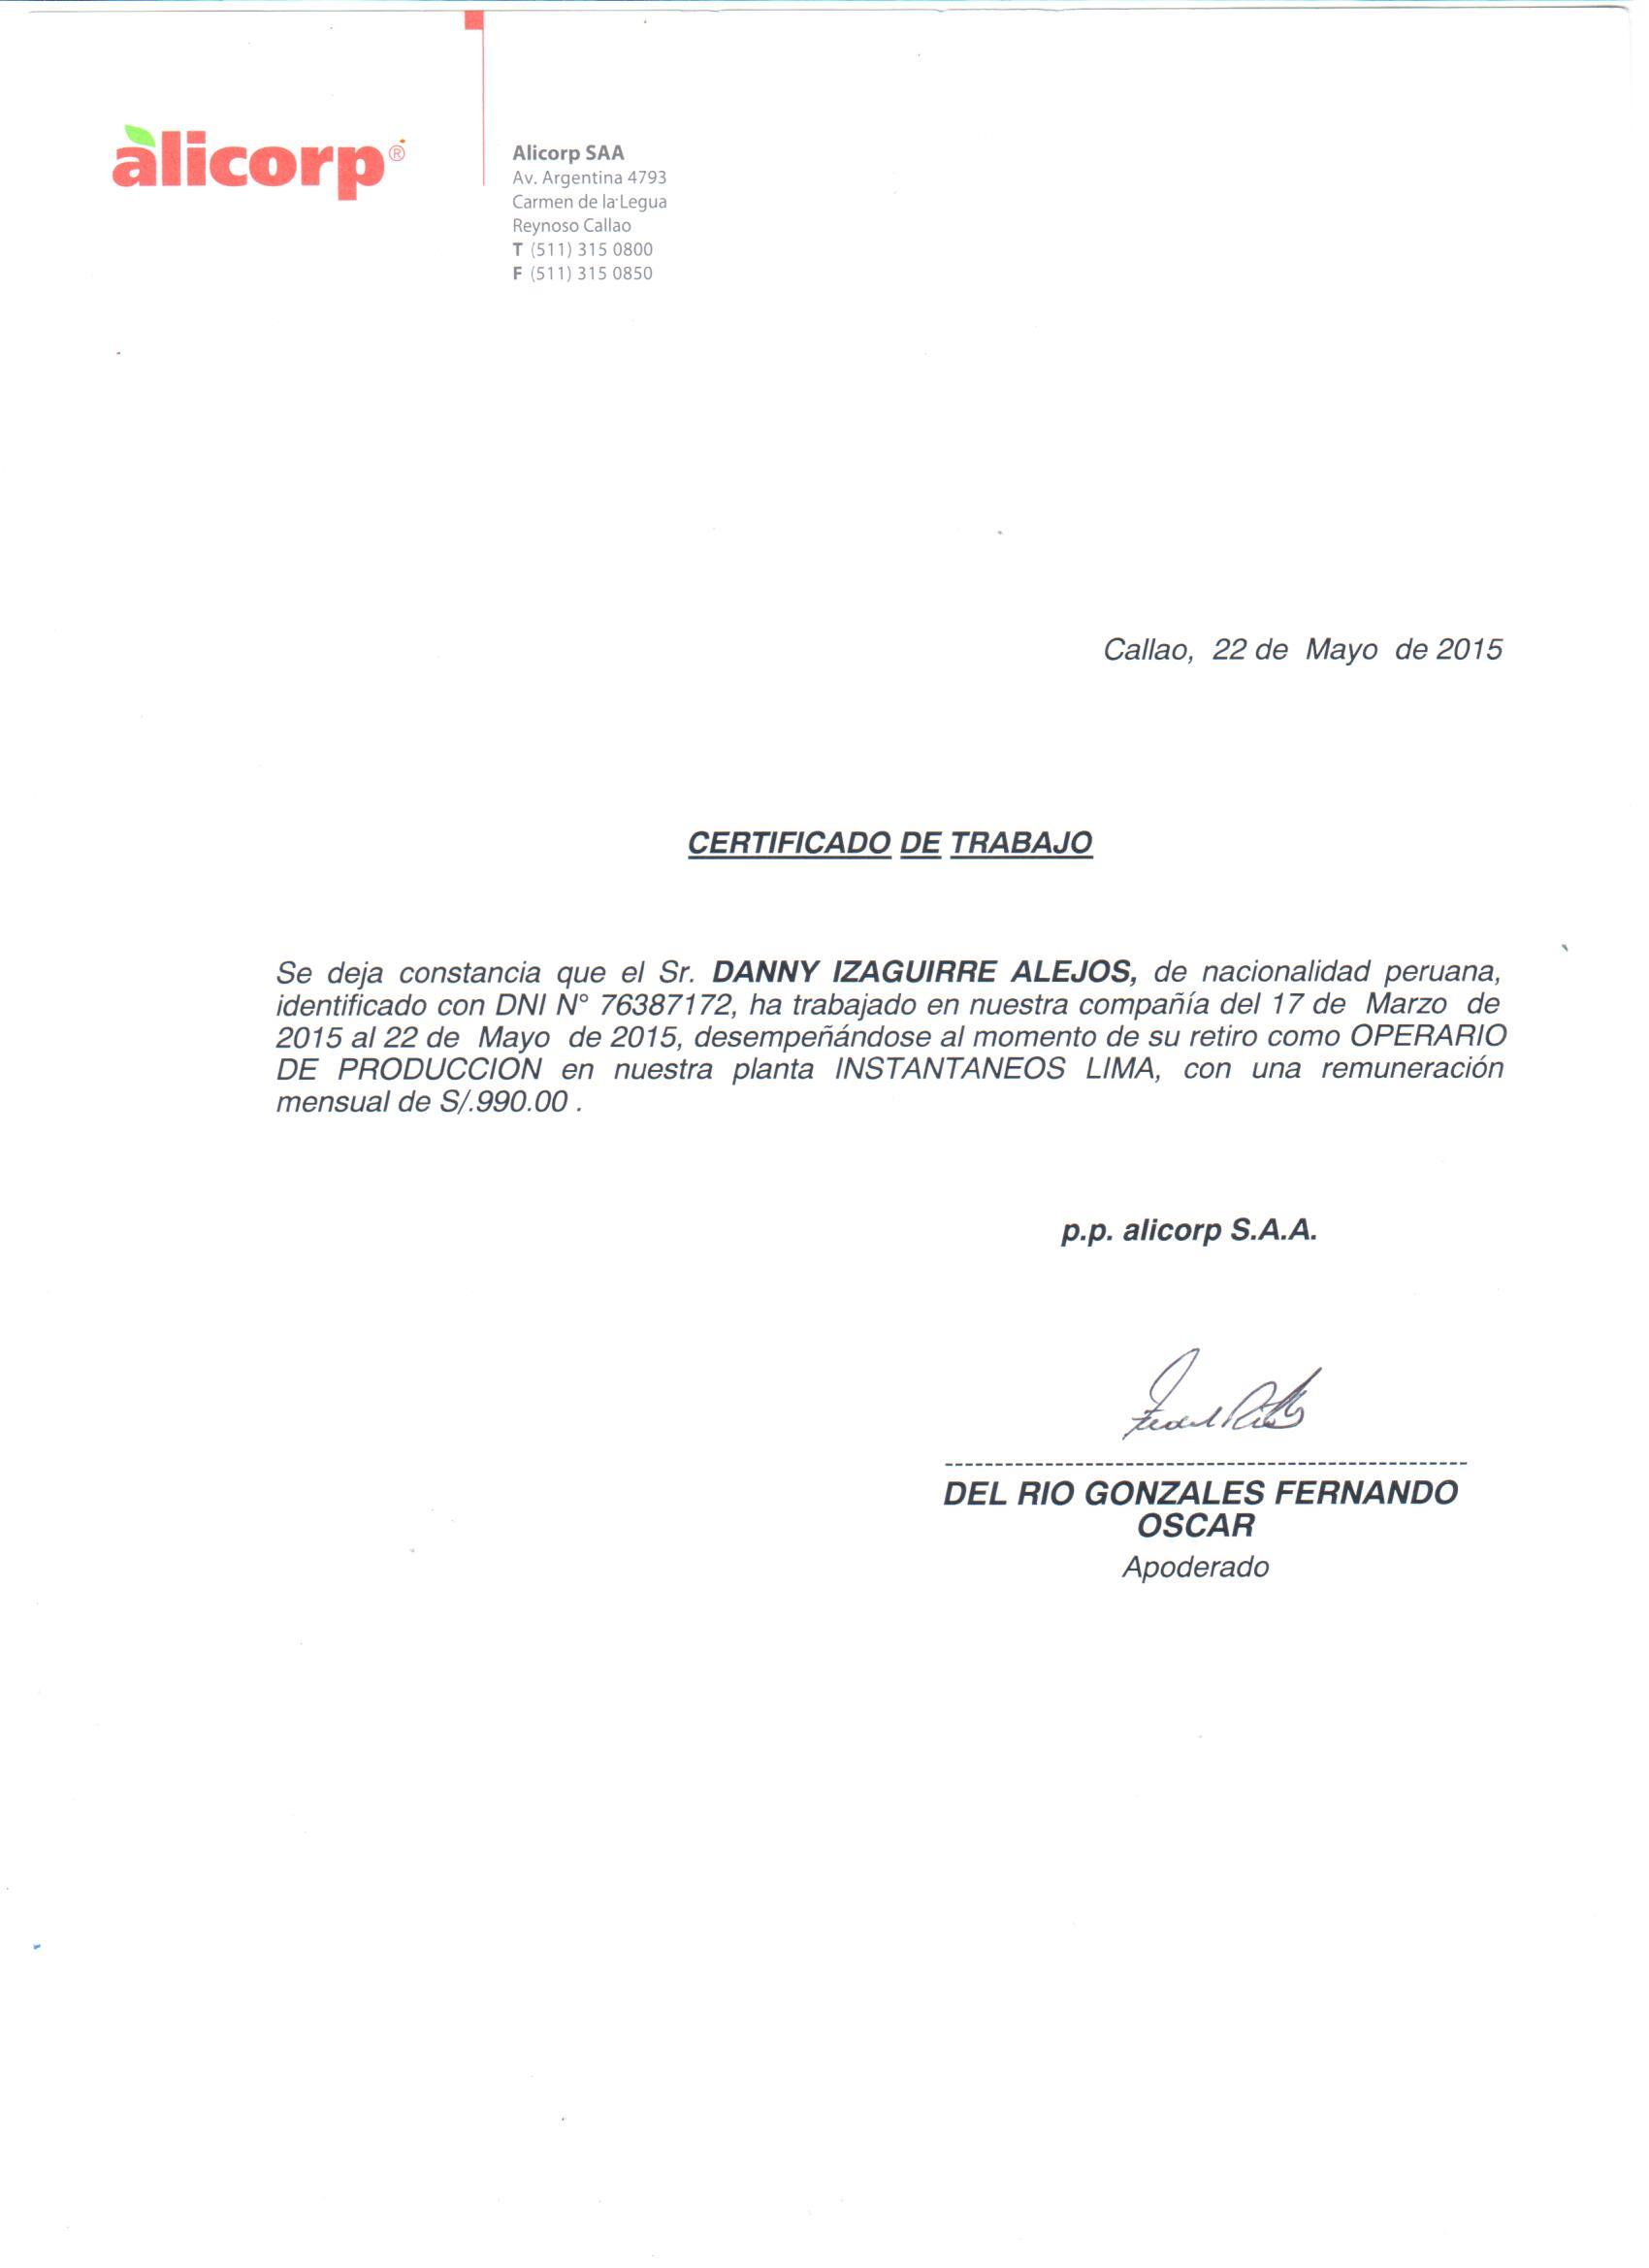 alicorp®
Alicorp SAA
Av. Argentina 4793
Carmen de la Legua
Reynoso Callao
T (511) 315 0800
F (511) 315 0850
Callao, 22 de Mayo de 2015
CERTIFICADO DE TRABAJO
Se deja constancia que el Sr. DANNY IZAGUIRRE ALEJOS, de nacionalidad peruana,
identificado con DNI N° 76387172, ha trabajado en nuestra compañía del 17 de Marzo de
2015 al 22 de Mayo de 2015, desempeñándose al momento de su retiro como OPERARIO
DE PRODUCCION en nuestra planta INSTANTANEOS LIMA, con una remuneración
mensual de S/.990.00 .
p.p. alicorp S.A.A.
DEL RIO GONZALES FERNANDO
OSCAR
Apoderado